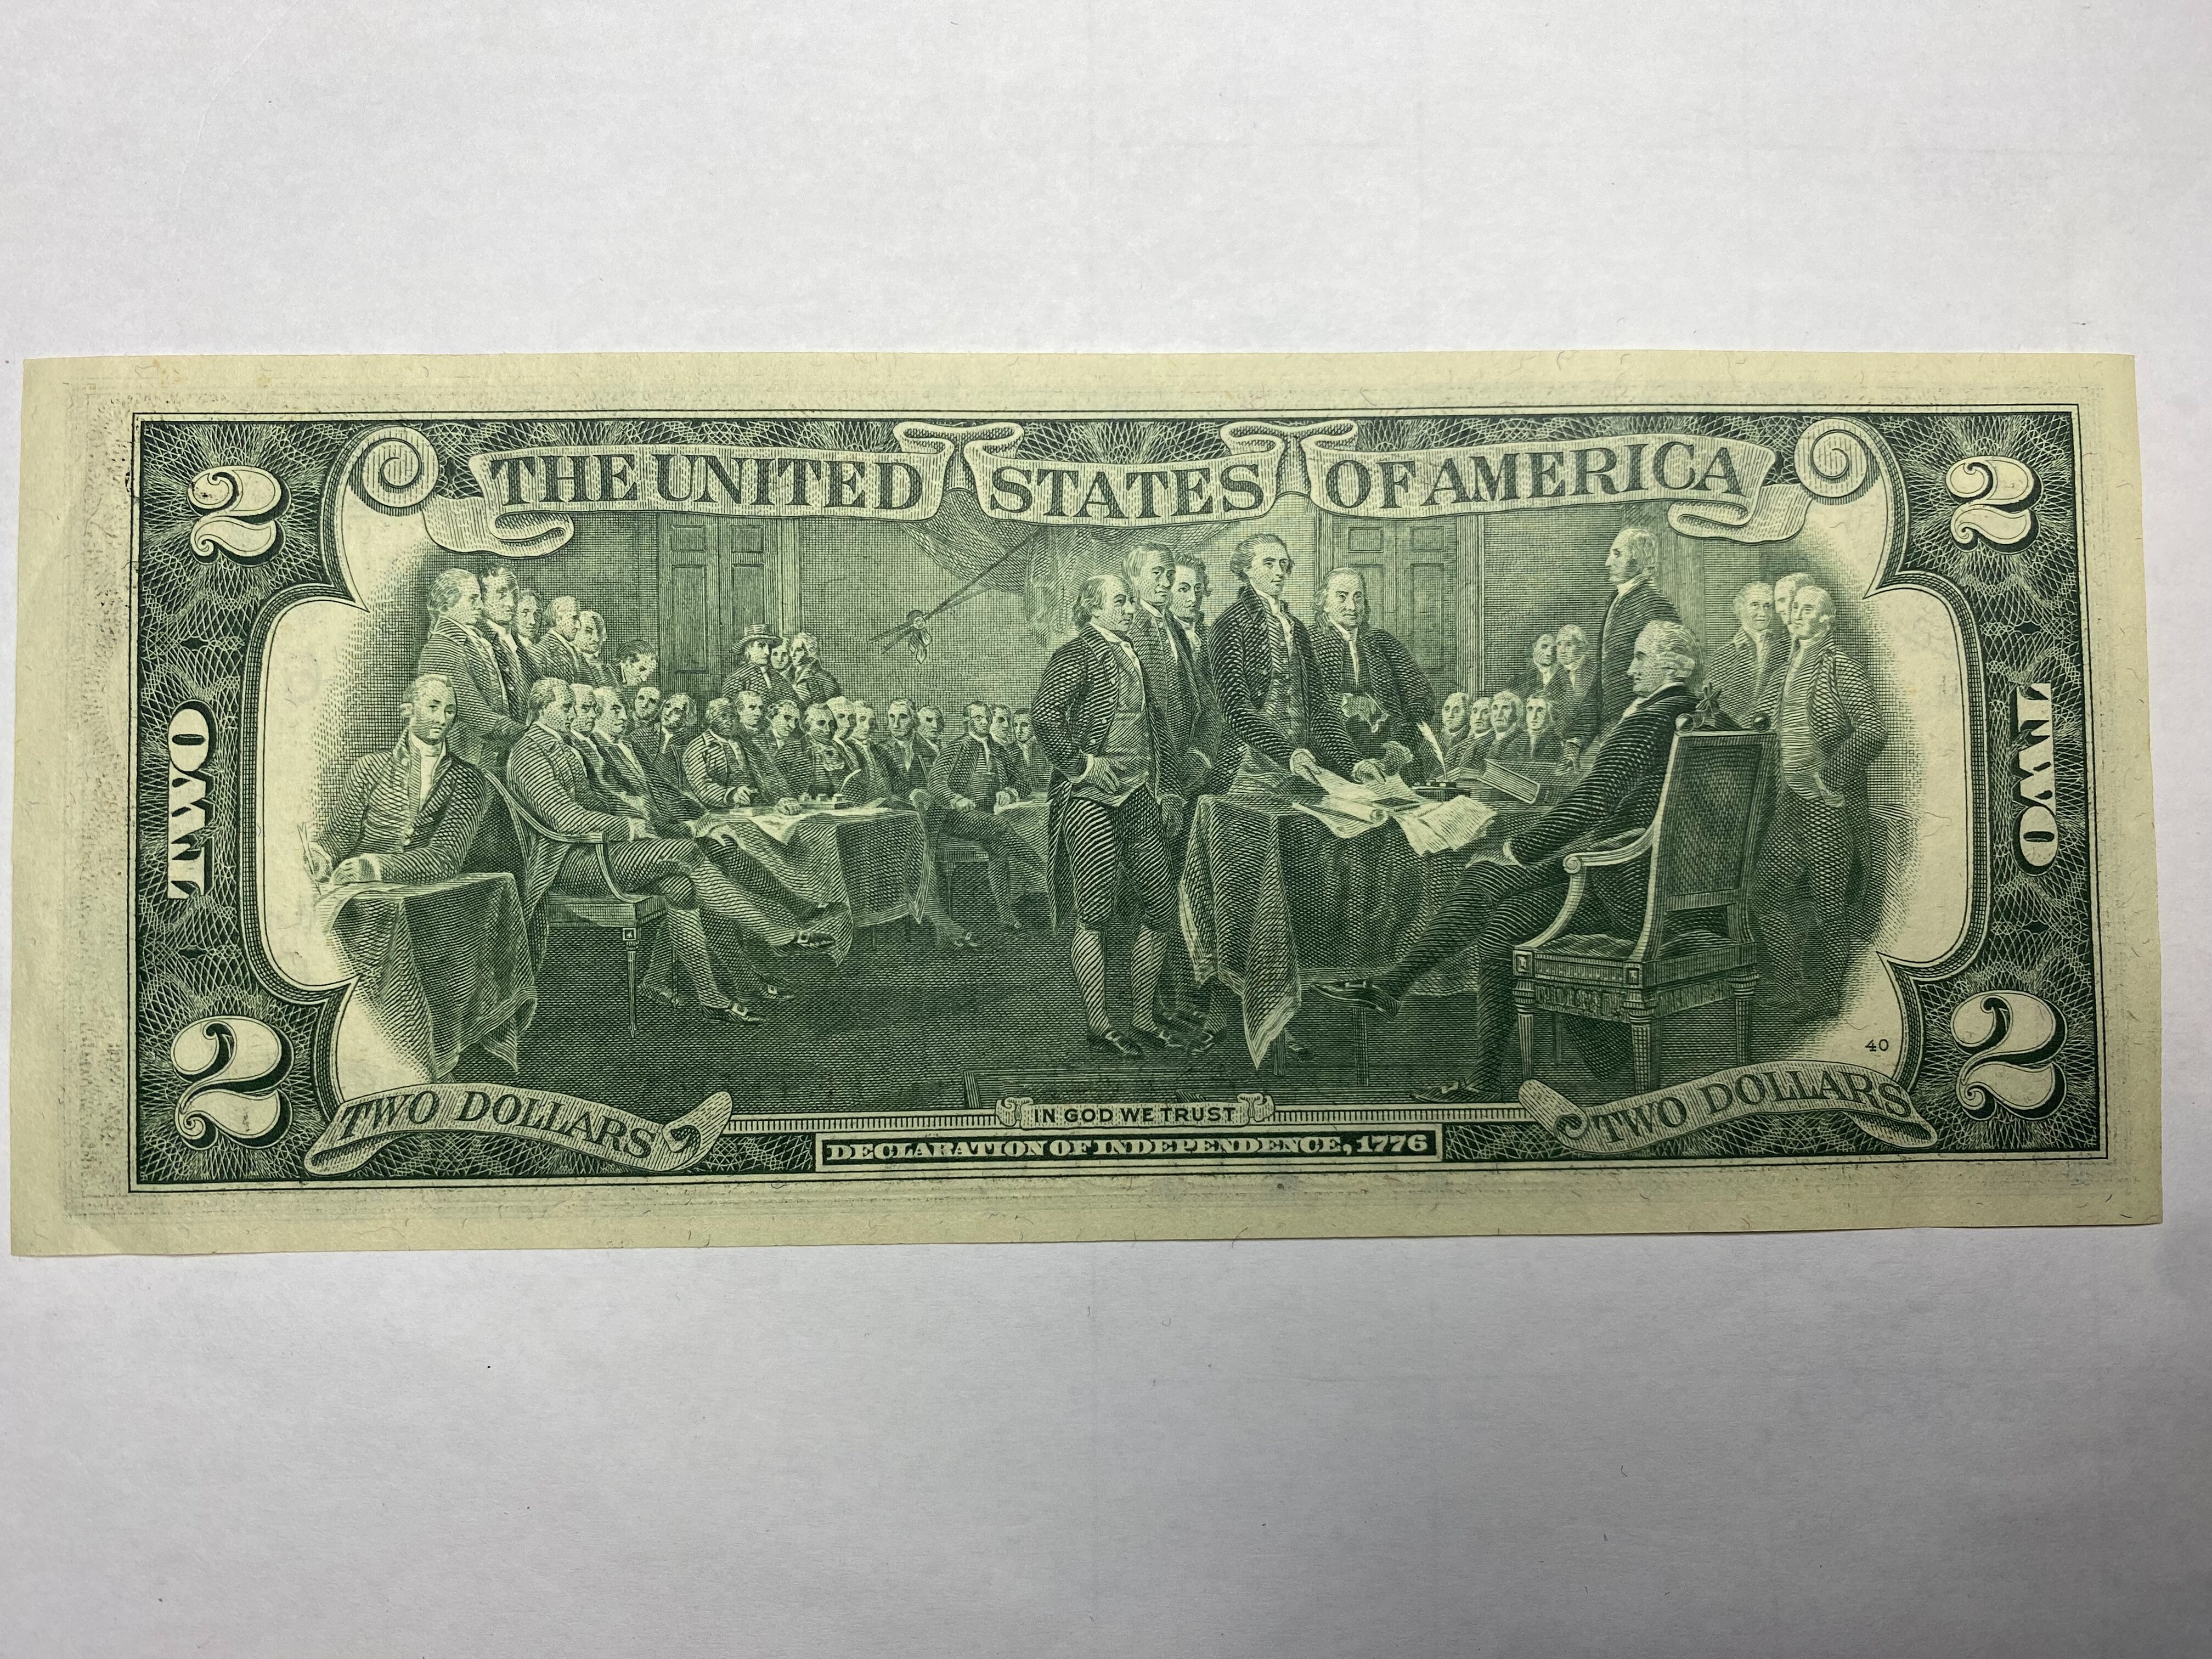 THE UNITED STATES OF AMERICA
2
2
TWO
TWO
40
2
2
TWO DOLLARS
TWO DOLLARS
IN GOD WE TRUST
DECLARATION OF INDEPENDENCE, 1776